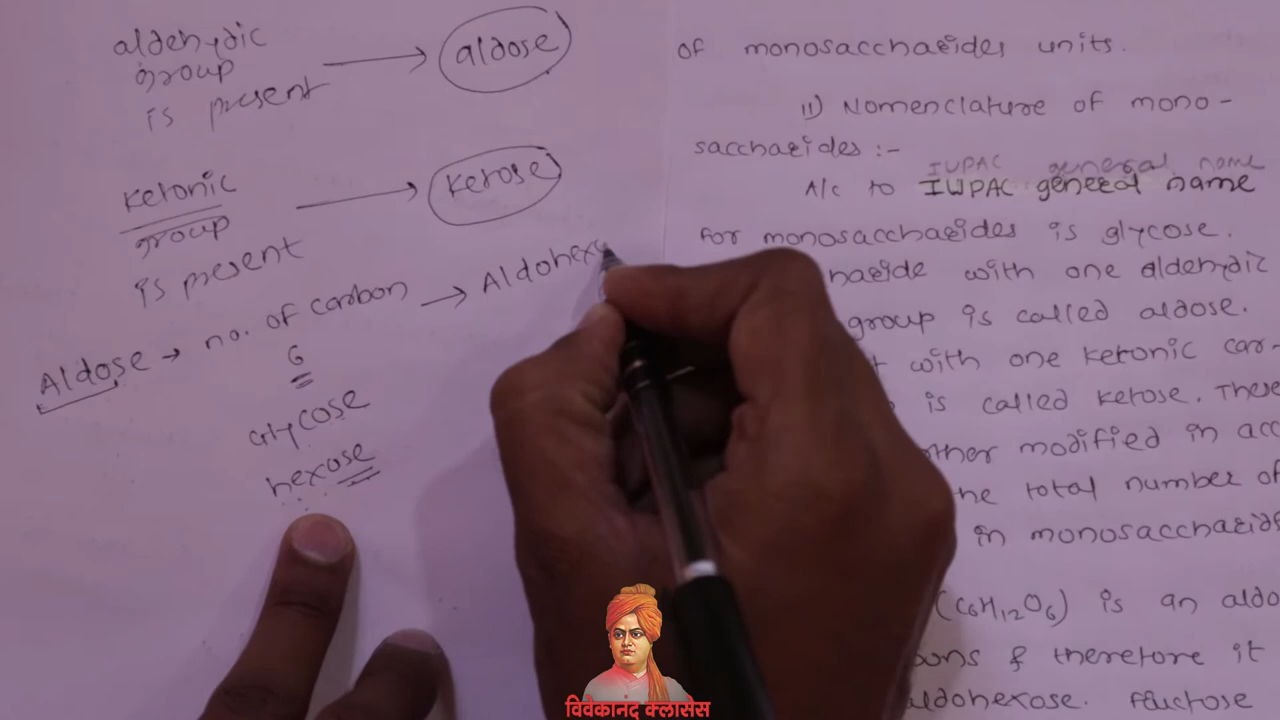 aldehydic
group
is present → aldose
ketonic
group
is present → ketose
Aldose → no. of carbon → Aldohex
6
Glycose
hexose
of monosaccharides units.
II) Nomenclature of mono-
saccharides :-
IUPAC general name
A/c to IUPAC general name
for monosaccharides is glycose.
with one aldehydic
group is called aldose.
with one ketonic car-
is called ketose. These
modified in acc
the total number of
in monosaccharid
(C6H12O6) is an aldo
& therefore it
aldohexose. fructose
विवेकानंद क्लासेस